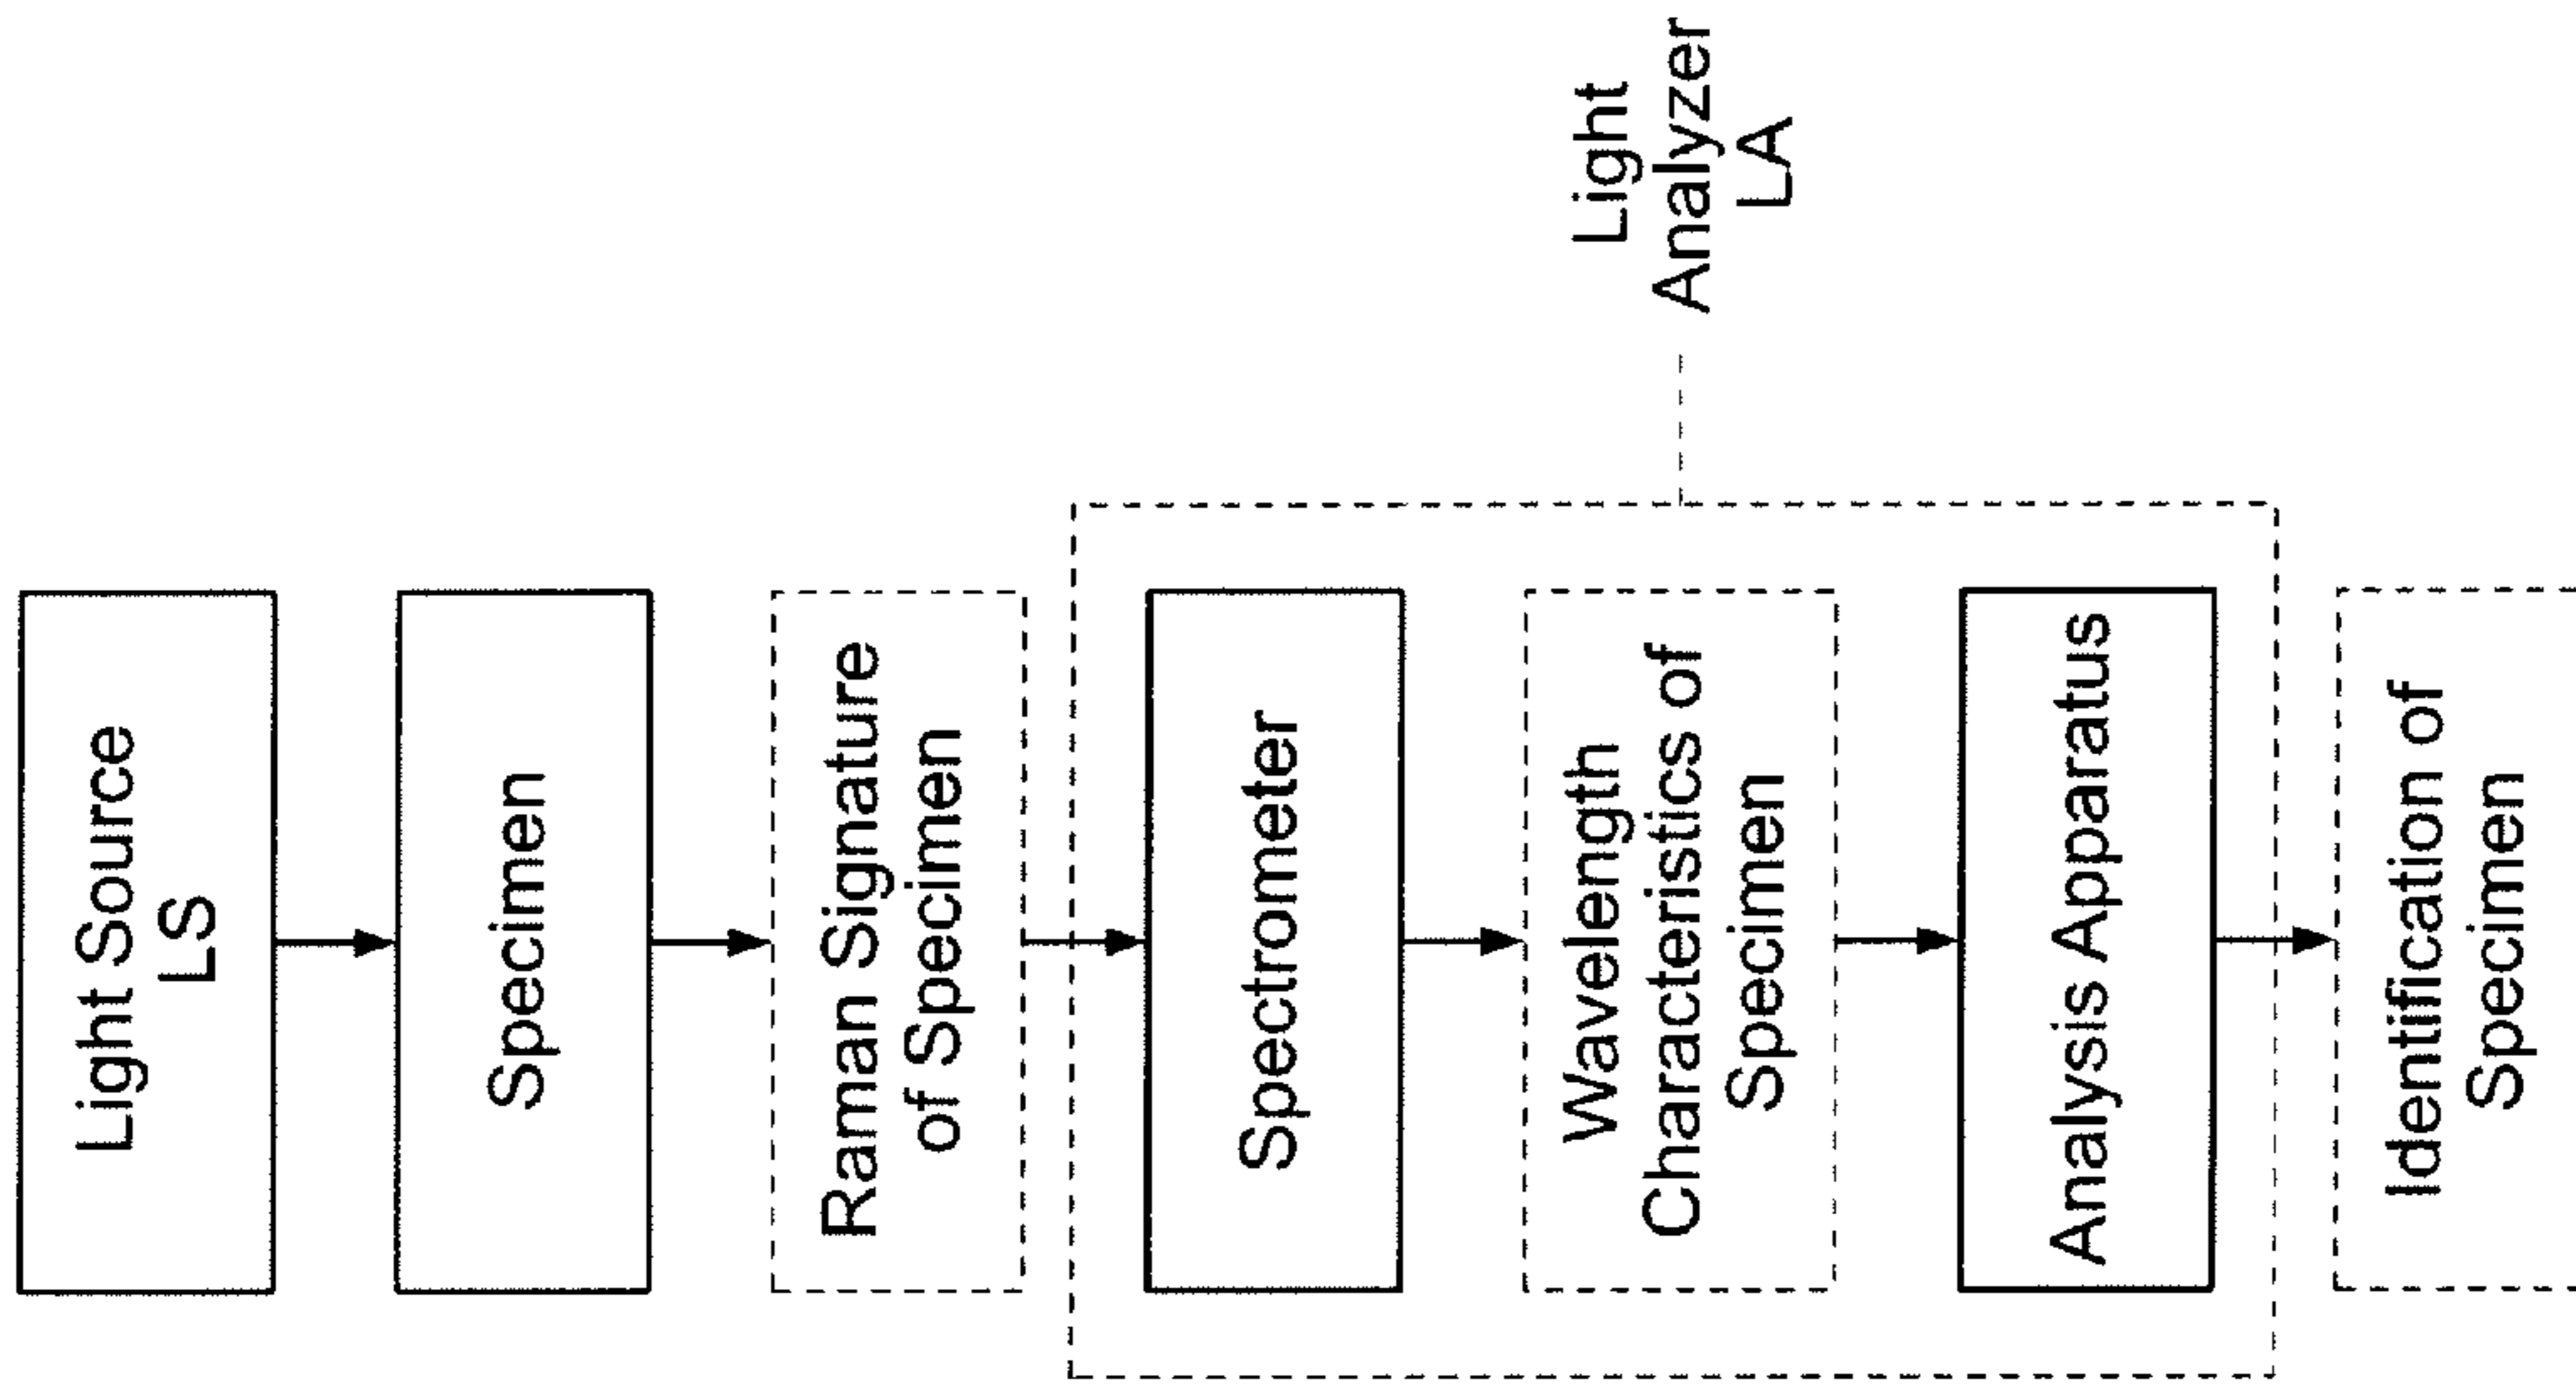 Light Source
LS
Specimen
Raman Signature
of Specimen
Spectrometer
Wavelength
Characteristics of
Specimen
Analysis Apparatus
Identification of
Specimen
Light
Analyzer
LA